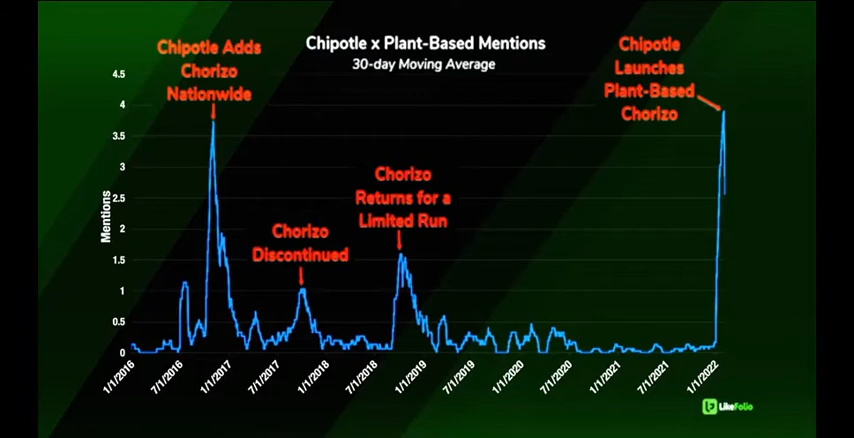 Chipotle x Plant-Based Mentions
30-day Moving Average
Chipotle Adds
Chorizo
Nationwide
Chorizo
Discontinued
Chorizo
Returns for a
Limited Run
Chipotle
Launches
Plant-Based
Chorizo
Mentions
4.5
4
3.5
3
2.5
2
1.5
1
0.5
0
1/1/2016
7/1/2016
1/1/2017
7/1/2017
1/1/2018
7/1/2018
1/1/2019
7/1/2019
1/1/2020
7/1/2020
1/1/2021
7/1/2021
1/1/2022
LikeFolio